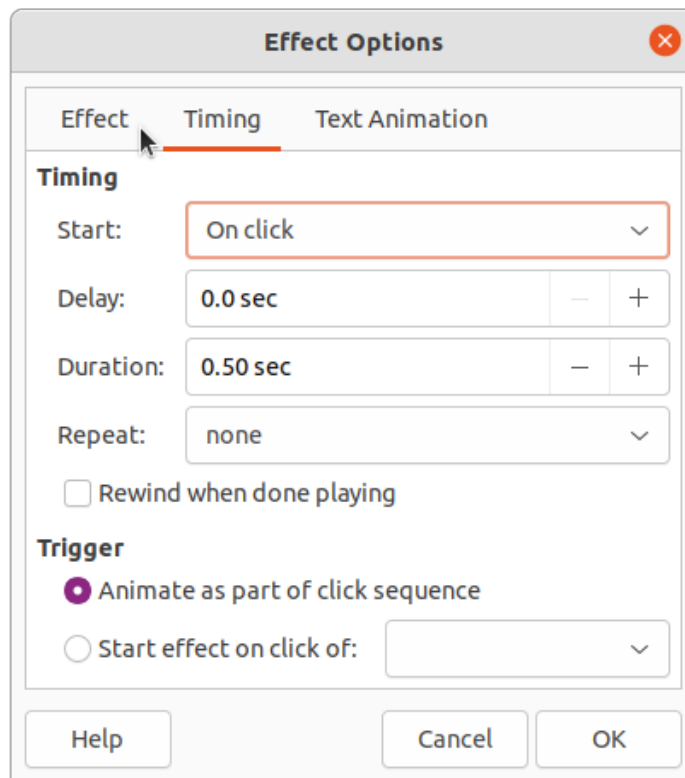 Effect Options
Effect Timing Text Animation
Timing
Start: On click
Delay: 0.0 sec
Duration: 0.50 sec
Repeat: none
Rewind when done playing
Trigger
Animate as part of click sequence
Start effect on click of:
Help Cancel OK